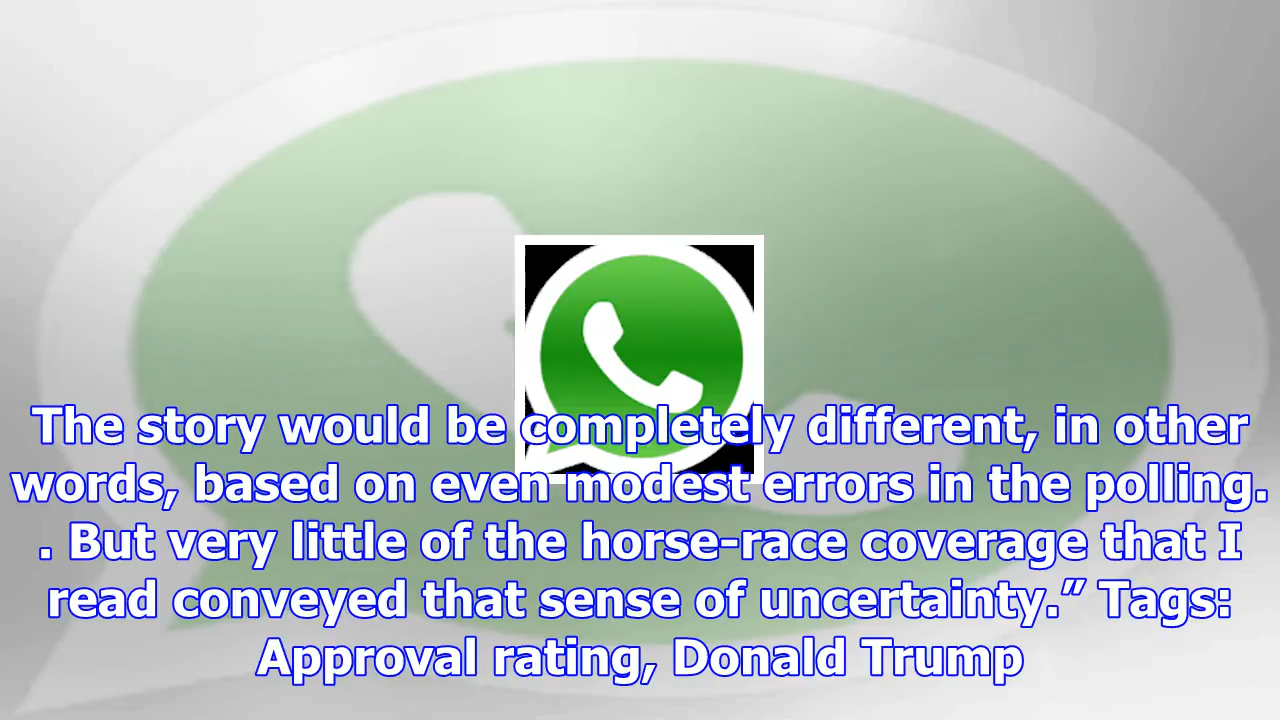 The story would be completely different, in other
words, based on even modest errors in the polling.
. But very little of the horse-race coverage that I
read conveyed that sense of uncertainty.” Tags:
Approval rating, Donald Trump